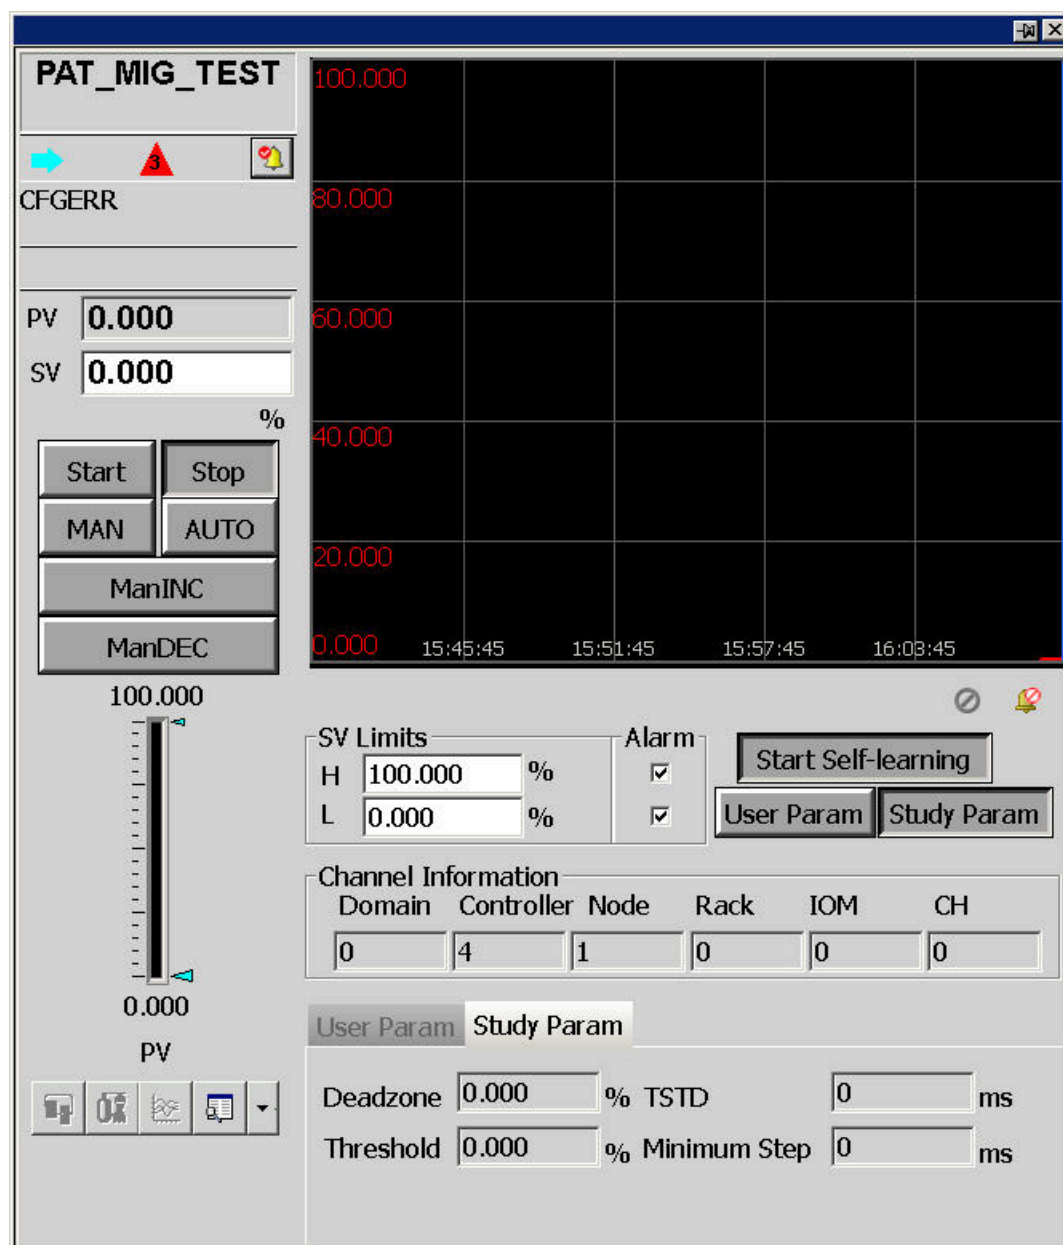 PAT_MIG_TEST
3
CFGERR
PV 0.000
SV 0.000
%
Start Stop
MAN AUTO
ManINC
ManDEC
100.000
0.000
PV
100.000
80.000
60.000
40.000
20.000
0.000 15:45:45 15:51:45 15:57:45 16:03:45
SV Limits Alarm
H 100.000 %
L 0.000 %
Start Self-learning
User Param Study Param
Channel Information
Domain Controller Node Rack IOM CH
0 4 1 0 0 0
User Param Study Param
Deadzone 0.000 % TSTD 0 ms
Threshold 0.000 % Minimum Step 0 ms